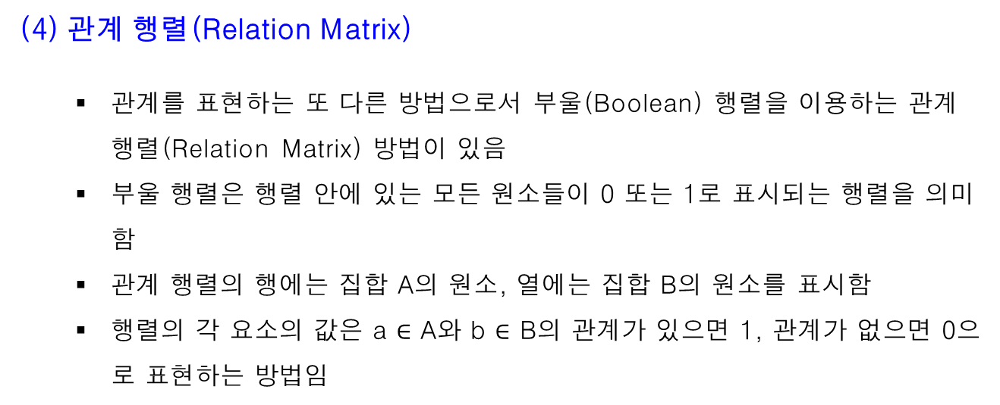 (4) 관계 행렬(Relation Matrix)
▪ 관계를 표현하는 또 다른 방법으로서 부울(Boolean) 행렬을 이용하는 관계
행렬(Relation Matrix) 방법이 있음
▪ 부울 행렬은 행렬 안에 있는 모든 원소들이 0 또는 1로 표시되는 행렬을 의미
함
▪ 관계 행렬의 행에는 집합 A의 원소, 열에는 집합 B의 원소를 표시함
▪ 행렬의 각 요소의 값은 a ∈ A와 b ∈ B의 관계가 있으면 1, 관계가 없으면 0으
로 표현하는 방법임